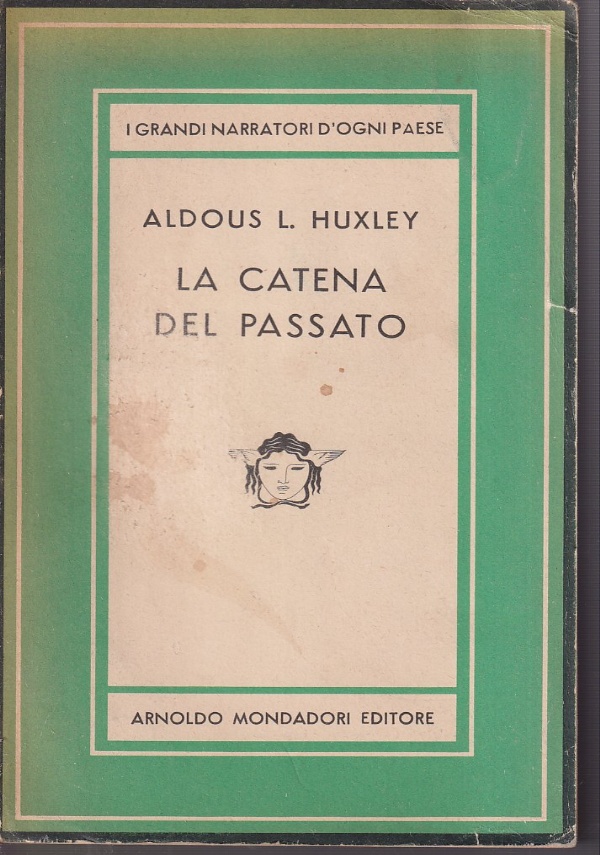 I GRANDI NARRATORI D'OGNI PAESE
ALDOUS L. HUXLEY
LA CATENA
DEL PASSATO
ARNOLDO MONDADORI EDITORE